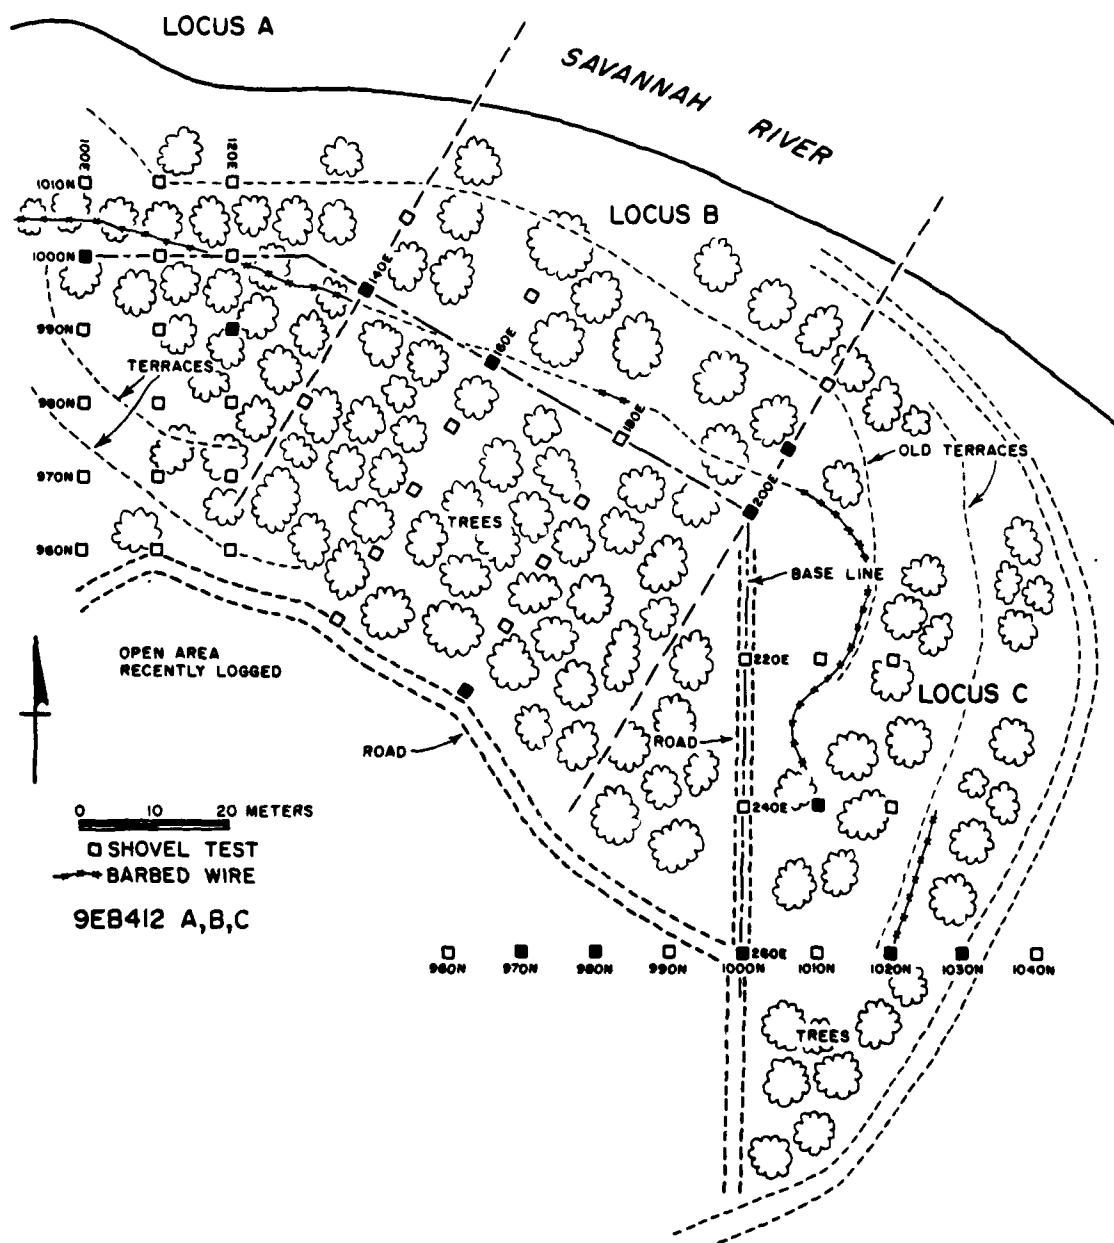 LOCUS A
SAVANNAH
RIVER
100E
120E
1010N
LOCUS B
1000N
140E
990N
160E
TERRACES
980N
180E
OLD TERRACES
970N
200E
TREES
960N
BASE LINE
OPEN AREA
RECENTLY LOGGED
220E
LOCUS C
ROAD
ROAD
0 10 20 METERS
240E
SHOVEL TEST
BARBED WIRE
9EB412 A,B,C
260E
960N 970N 980N 990N 1000N 1010N 1020N 1030N 1040N
TREES